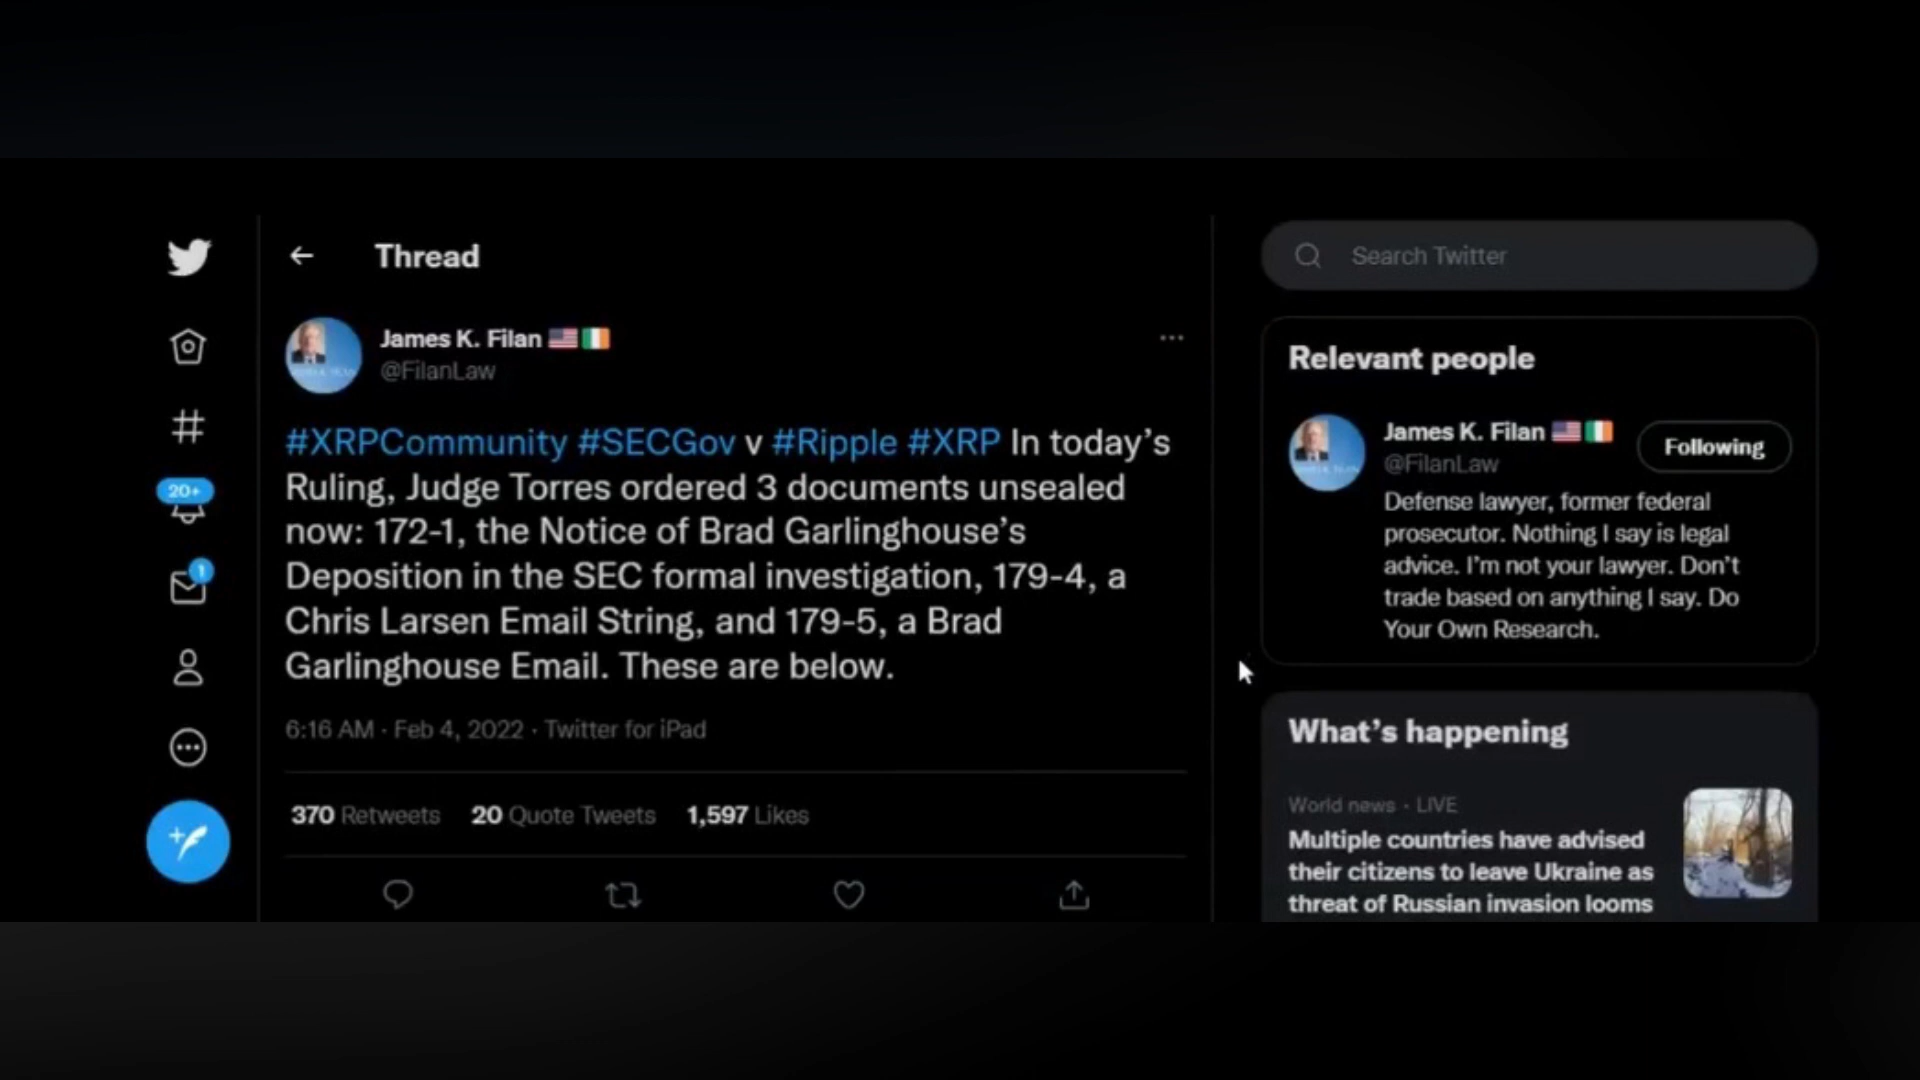 Thread
James K. Filan 🇺🇸🇮🇪
@FilanLaw
#XRPCommunity #SECGov v #Ripple #XRP In today's
Ruling, Judge Torres ordered 3 documents unsealed
now: 172-1, the Notice of Brad Garlinghouse's
Deposition in the SEC formal investigation, 179-4, a
Chris Larsen Email String, and 179-5, a Brad
Garlinghouse Email. These are below.
6:16 AM · Feb 4, 2022 · Twitter for iPad
370 Retweets 20 Quote Tweets 1,597 Likes
20+
1
Search Twitter
Relevant people
James K. Filan 🇺🇸🇮🇪
@FilanLaw
Following
Defense lawyer, former federal
prosecutor. Nothing I say is legal
advice. I'm not your lawyer. Don't
trade based on anything I say. Do
Your Own Research.
What's happening
World news · LIVE
Multiple countries have advised
their citizens to leave Ukraine as
threat of Russian invasion looms